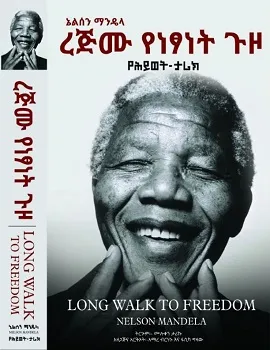 ኔልሰን ማንዴላ
ረጅሙ የነፃነት ጉዞ
የሕይወት-ታሪክ
LONG WALK TO FREEDOM
NELSON MANDELA
ረጅሙ የነፃነት ጉዞ
LONG WALK
TO FREEDOM
ኔልሰን ማንዴላ
NELSON MANDELA
የሕይወት-ታሪክ